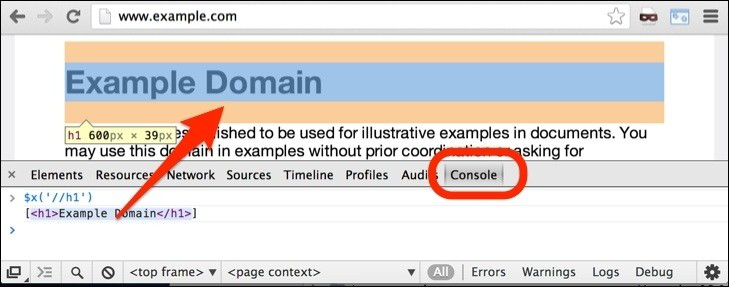 www.example.com
Example Domain
h1 600px × 39px
ished to be used for illustrative examples in documents. You
may use this domain in examples without prior coordination or asking for
× Elements Resources Network Sources Timeline Profiles Audits Console
> $x('//h1')
[<h1>Example Domain</h1>]
>
<top frame> ▼ <page context> ▼ All Errors Warnings Logs Debug